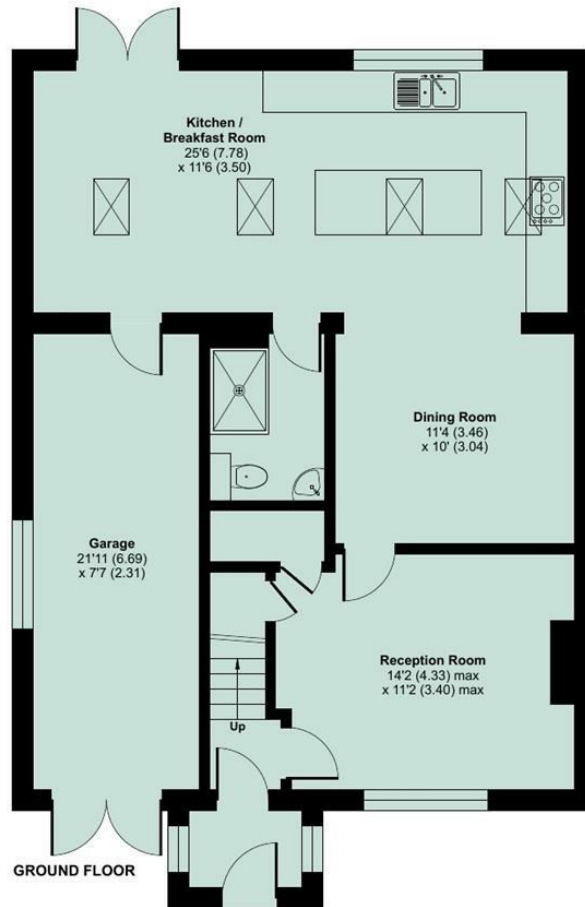 Kitchen /
Breakfast Room
25'6 (7.78)
x 11'6 (3.50)
Dining Room
11'4 (3.46)
x 10' (3.04)
Garage
21'11 (6.69)
x 7'7 (2.31)
Reception Room
14'2 (4.33) max
x 11'2 (3.40) max
Up
GROUND FLOOR